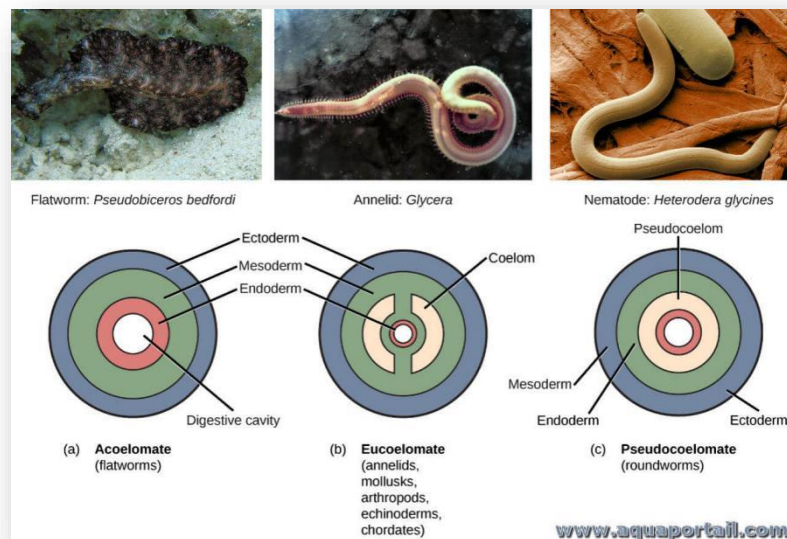 Flatworm: Pseudobiceros bedfordi
Annelid: Glycera
Nematode: Heterodera glycines
Ectoderm
Mesoderm
Endoderm
Digestive cavity
Coelom
Pseudocoelom
Mesoderm
Endoderm
Ectoderm
(a) Acoelomate
(flatworms)
(b) Eucoelomate
(annelids,
mollusks,
arthropods,
echinoderms,
chordates)
(c) Pseudocoelomate
(roundworms)
www.aquaportail.com